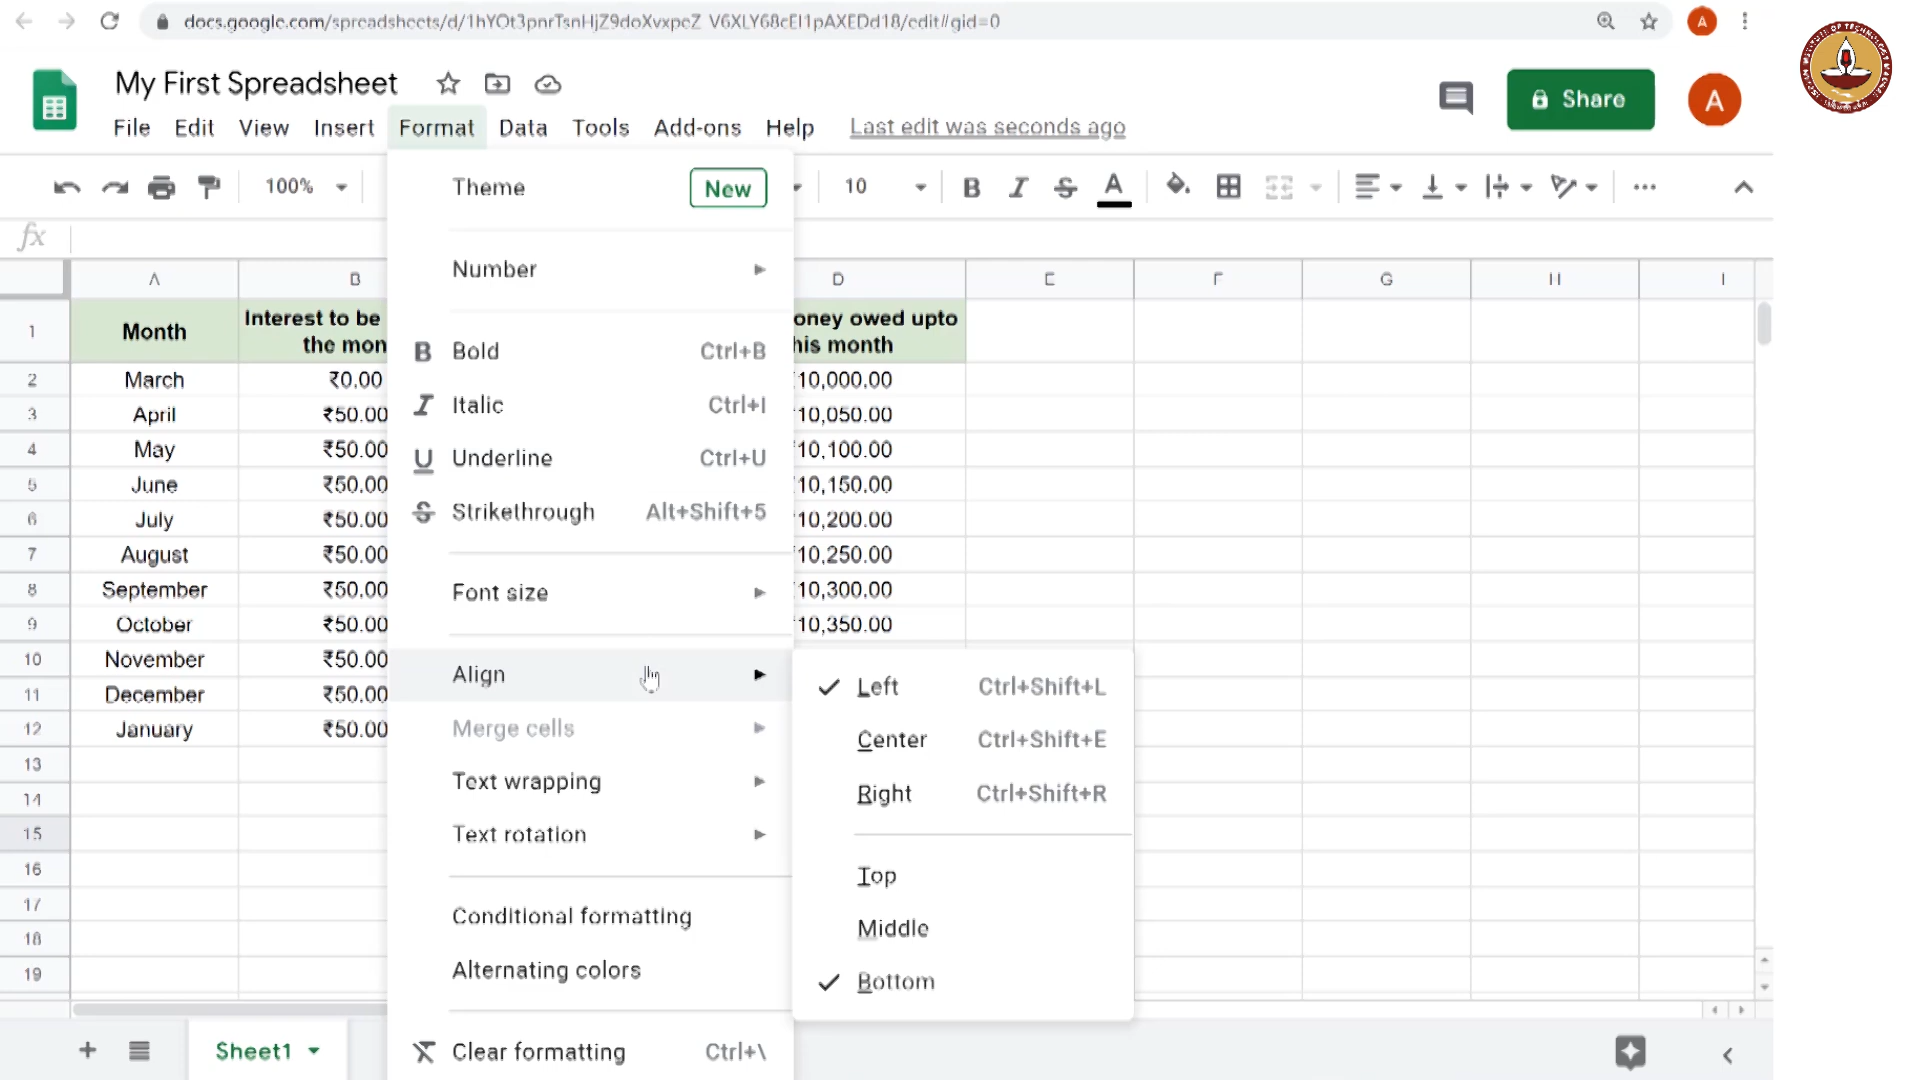 docs.google.com/spreadsheets/d/1hYOt3pnrTsnHjZ9doXvxpeZ_V6XLY68cEI1pAXEDd18/edit#gid=0
My First Spreadsheet
File Edit View Insert Format Data Tools Add-ons Help Last edit was seconds ago
Share
A
A
100% 10 B I S A
fx
A B D E F G H I
1 Month Interest to be oney owed upto
the mon his month
2 March ₹0.00 10,000.00
3 April ₹50.00 10,050.00
4 May ₹50.00 10,100.00
5 June ₹50.00 10,150.00
6 July ₹50.00 10,200.00
7 August ₹50.00 10,250.00
8 September ₹50.00 10,300.00
9 October ₹50.00 10,350.00
10 November ₹50.00
11 December ₹50.00
12 January ₹50.00
13
14
15
16
17
18
19
Theme New
Number
B Bold Ctrl+B
I Italic Ctrl+I
U Underline Ctrl+U
S Strikethrough Alt+Shift+5
Font size
Align
Merge cells
Text wrapping
Text rotation
Conditional formatting
Alternating colors
Clear formatting Ctrl+\
Left Ctrl+Shift+L
Center Ctrl+Shift+E
Right Ctrl+Shift+R
Top
Middle
Bottom
Sheet1